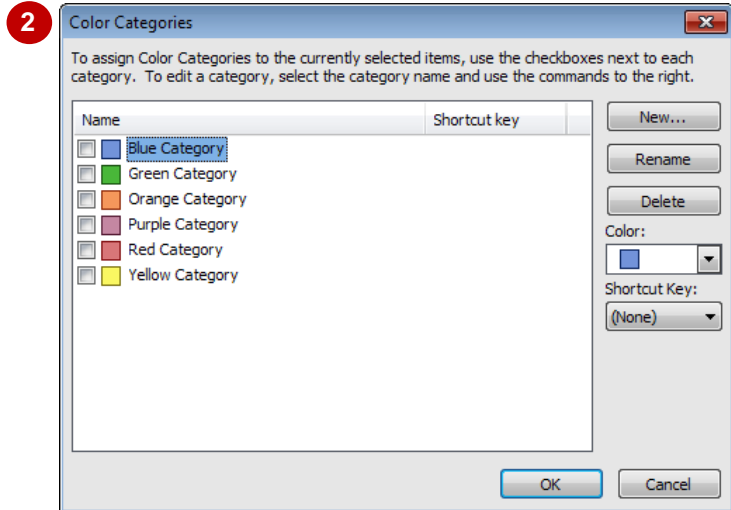 2
Color Categories
To assign Color Categories to the currently selected items, use the checkboxes next to each
category.  To edit a category, select the category name and use the commands to the right.
Name Shortcut key
New...
Blue Category
Rename
Green Category
Orange Category
Delete
Purple Category
Color:
Red Category
Yellow Category
Shortcut Key:
(None)
OK Cancel